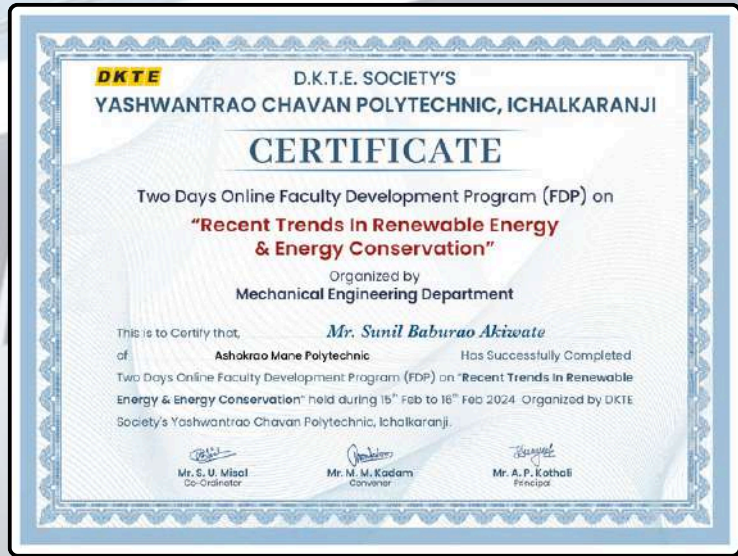 DKTE
D.K.T.E. SOCIETY'S
YASHWANTRAO CHAVAN POLYTECHNIC, ICHALKARANJI
CERTIFICATE
Two Days Online Faculty Development Program (FDP) on
"Recent Trends In Renewable Energy
& Energy Conservation"
Organized by
Mechanical Engineering Department
This is to Certify that, Mr. Sunil Baburao Akiwate
of Ashokrao Mane Polytechnic Has Successfully Completed
Two Days Online Faculty Development Program (FDP) on "Recent Trends In Renewable
Energy & Energy Conservation" held during 15th Feb to 16th Feb 2024 Organized by DKTE
Society's Yashwantrao Chavan Polytechnic, Ichalkaranji.
Mr. S. U. Misal Mr. M. M. Kadam Mr. A. P. Kothali
Co-Ordinator Convener Principal